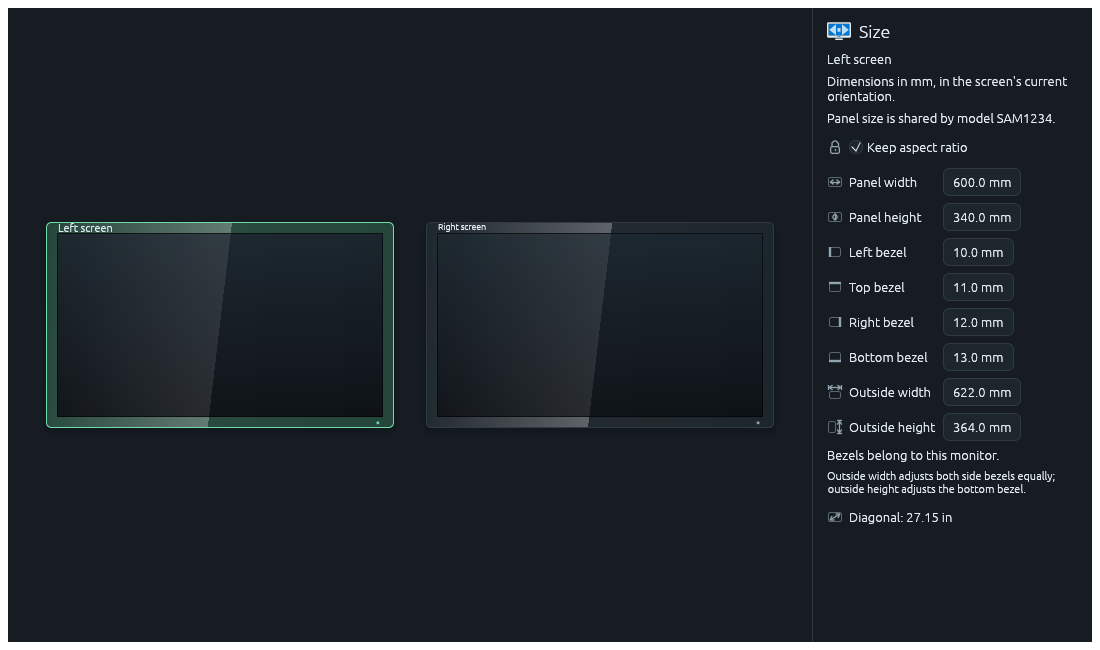 Size
Left screen
Dimensions in mm, in the screen's current
orientation.
Panel size is shared by model SAM1234.
Keep aspect ratio
Panel width 600.0 mm
Panel height 340.0 mm
Left bezel 10.0 mm
Top bezel 11.0 mm
Right bezel 12.0 mm
Bottom bezel 13.0 mm
Outside width 622.0 mm
Outside height 364.0 mm
Bezels belong to this monitor.
Outside width adjusts both side bezels equally;
outside height adjusts the bottom bezel.
Diagonal: 27.15 in
Left screen
Right screen